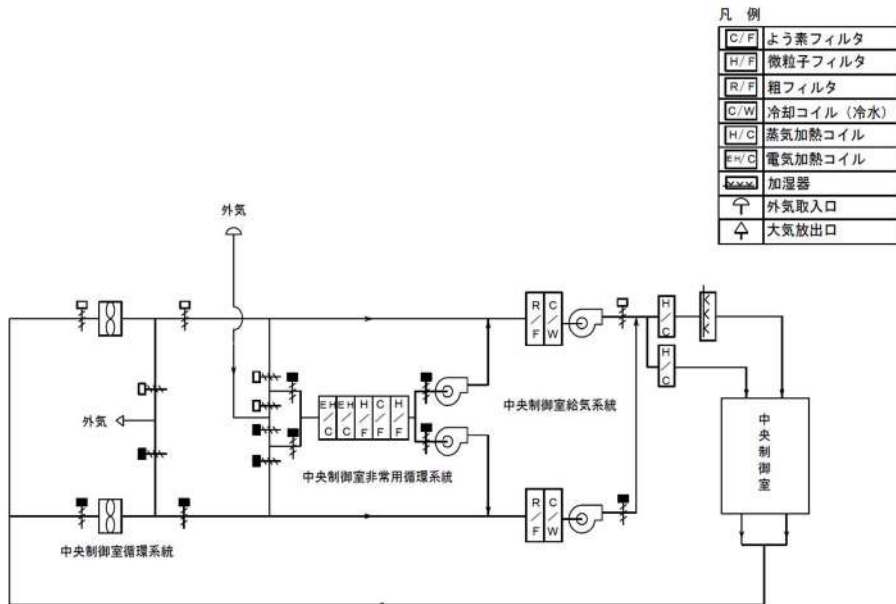 凡 例
C/F よう素フィルタ
H/F 微粒子フィルタ
R/F 粗フィルタ
C/W 冷却コイル（冷水）
H/C 蒸気加熱コイル
EH/C 電気加熱コイル
加湿器
外気取入口
大気放出口
外気
R/F C/W
H/C
H/C
外気
EH/C EH/C H/F C/F H/F
中央制御室給気系統
中央制御室
中央制御室非常用循環系統
R/F C/W
中央制御室循環系統